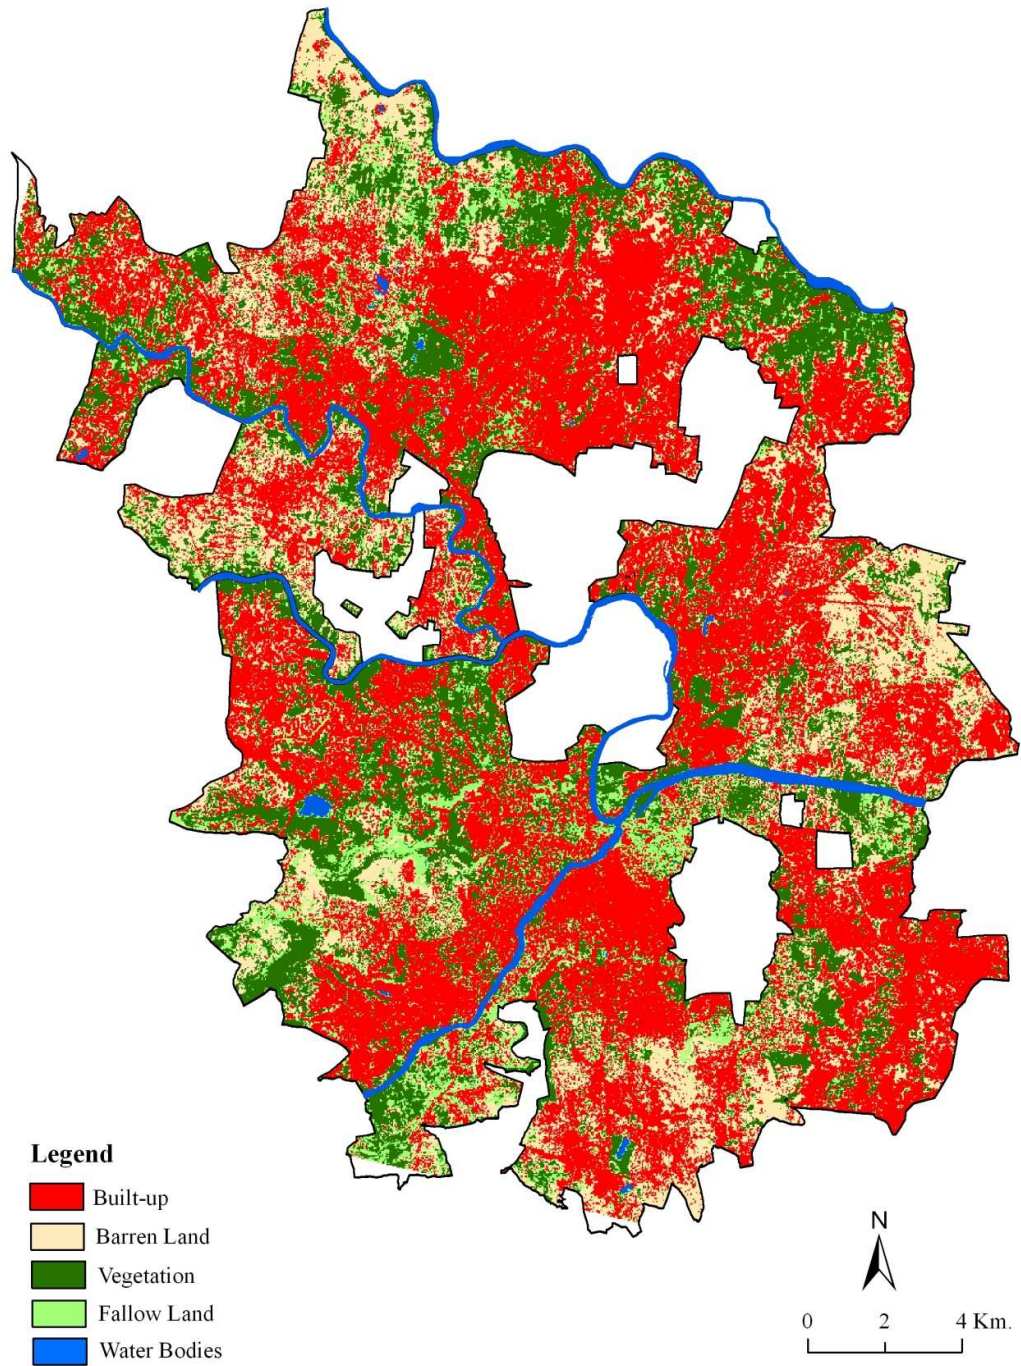 Legend
Built-up
Barren Land
Vegetation
Fallow Land
Water Bodies
N
0 2 4 Km.